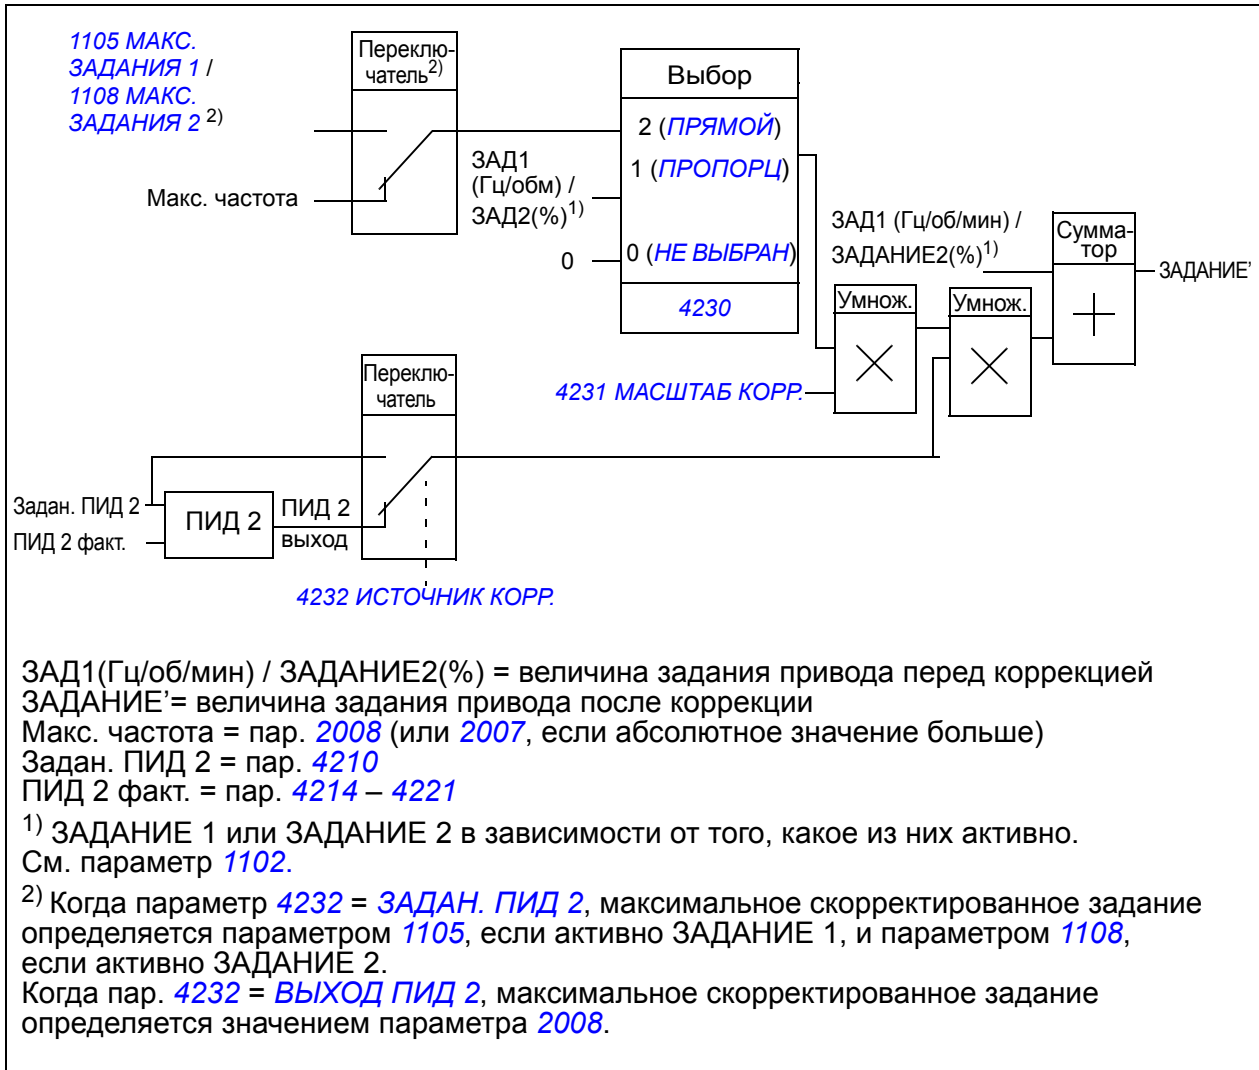 1105 МАКС.
ЗАДАНИЯ 1 /
1108 МАКС.
ЗАДАНИЯ 2 2)
Переклю-
чатель2)
Макс. частота
ЗАД1
(Гц/обм) /
ЗАД2(%)1)
0
Выбор
2 (ПРЯМОЙ)
1 (ПРОПОРЦ)
0 (НЕ ВЫБРАН)
4230
ЗАД1 (Гц/об/мин) /
ЗАДАНИЕ2(%)1)
Сумма-
тор
ЗАДАНИЕ'
Умнож.
Умнож.
4231 МАСШТАБ КОРР.
Переклю-
чатель
Задан. ПИД 2
ПИД 2 факт.
ПИД 2
ПИД 2
выход
4232 ИСТОЧНИК КОРР.
ЗАД1(Гц/об/мин) / ЗАДАНИЕ2(%) = величина задания привода перед коррекцией
ЗАДАНИЕ’= величина задания привода после коррекции
Макс. частота = пар. 2008 (или 2007, если абсолютное значение больше)
Задан. ПИД 2 = пар. 4210
ПИД 2 факт. = пар. 4214 – 4221
1) ЗАДАНИЕ 1 или ЗАДАНИЕ 2 в зависимости от того, какое из них активно.
См. параметр 1102.
2) Когда параметр 4232 = ЗАДАН. ПИД 2, максимальное скорректированное задание
определяется параметром 1105, если активно ЗАДАНИЕ 1, и параметром 1108,
если активно ЗАДАНИЕ 2.
Когда пар. 4232 = ВЫХОД ПИД 2, максимальное скорректированное задание
определяется значением параметра 2008.